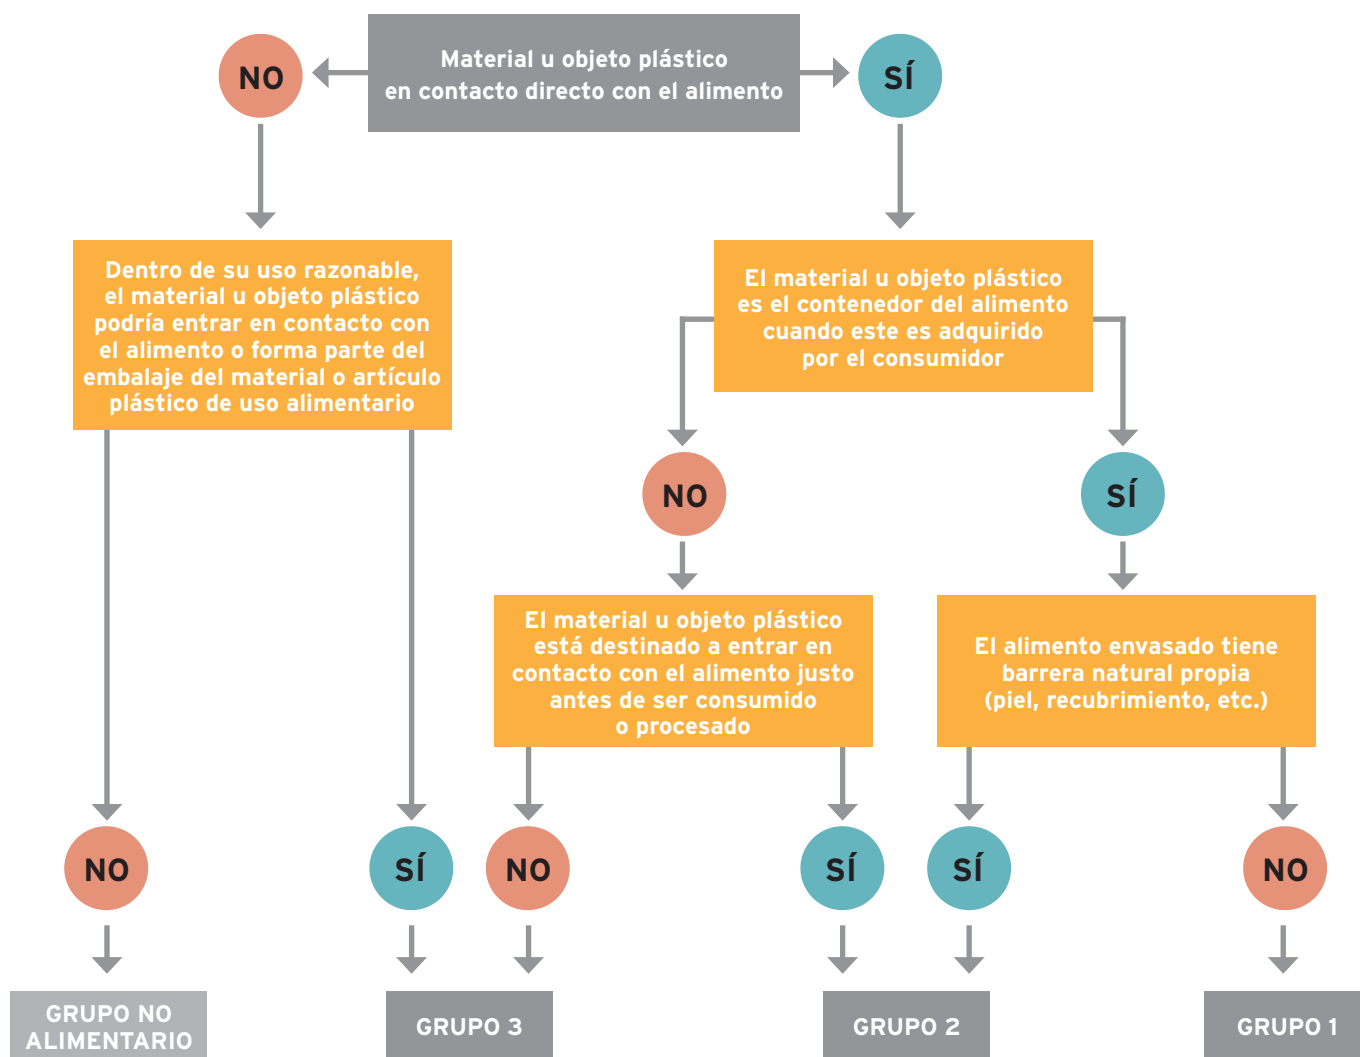 NO
Material u objeto plástico
en contacto directo con el alimento
SÍ
Dentro de su uso razonable,
el material u objeto plástico
podría entrar en contacto con
el alimento o forma parte del
embalaje del material o artículo
plástico de uso alimentario
El material u objeto plástico
es el contenedor del alimento
cuando este es adquirido
por el consumidor
NO
SÍ
El material u objeto plástico
está destinado a entrar en
contacto con el alimento justo
antes de ser consumido
o procesado
El alimento envasado tiene
barrera natural propia
(piel, recubrimiento, etc.)
NO
SÍ
NO
SÍ
SÍ
NO
GRUPO NO
ALIMENTARIO
GRUPO 3
GRUPO 2
GRUPO 1